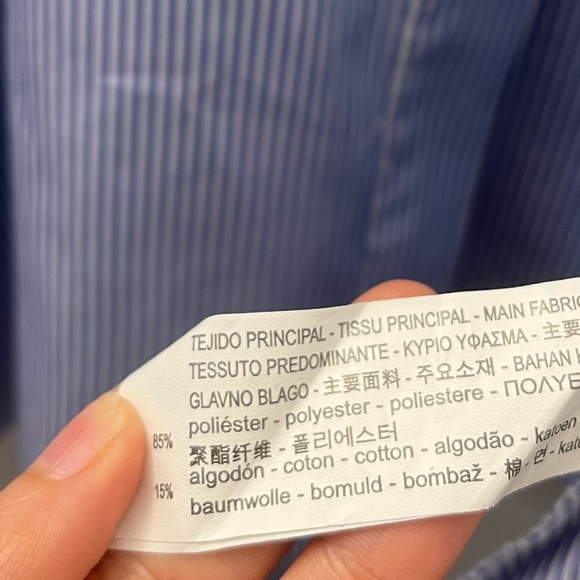 TEJIDO PRINCIPAL - TISSU PRINCIPAL - MAIN FABRIC
TESSUTO PREDOMINANTE - ΚΥΡΙΟ ΥΦΑΣΜΑ - 主要
GLAVNO BLAGO - 主要面料 - 주요소재 - BAHAN
85% poliéster - polyester - poliestere - ΠΟΛΥΕ
聚酯纤维 - 폴리에스터
15% algodón - coton - cotton - algodão - katoen
baumwolle - bomuld - bombaž - 棉 - 면 - kat